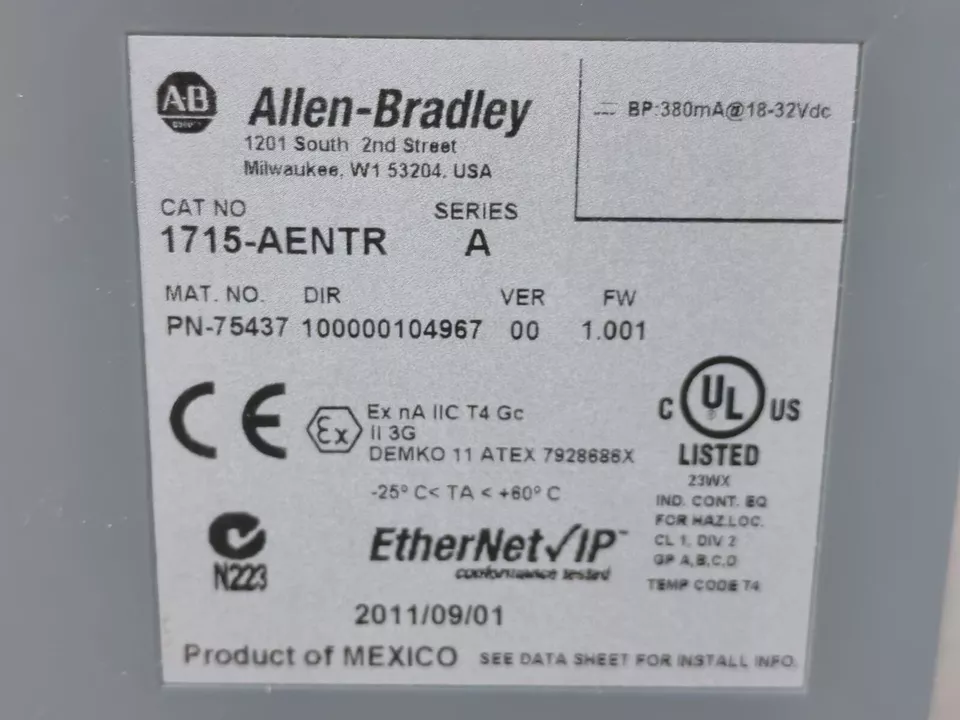 AB
Allen-Bradley
BP:380mA@18-32Vdc
1201 South 2nd Street
Milwaukee, W1 53204, USA
CAT NO SERIES
1715-AENTR A
MAT. NO. DIR VER FW
PN-75437 100000104967 00 1.001
CE
Ex
Ex nA IIC T4 Gc
II 3G
DEMKO 11 ATEX 7928686X
-25° C< TA < +60° C
C UL US
LISTED
23WX
IND. CONT. EQ
FOR HAZ.LOC.
CL 1, DIV 2
GP A,B,C,D
TEMP CODE T4
N223
EtherNet/IP™
conformance tested
2011/09/01
Product of MEXICO SEE DATA SHEET FOR INSTALL INFO.